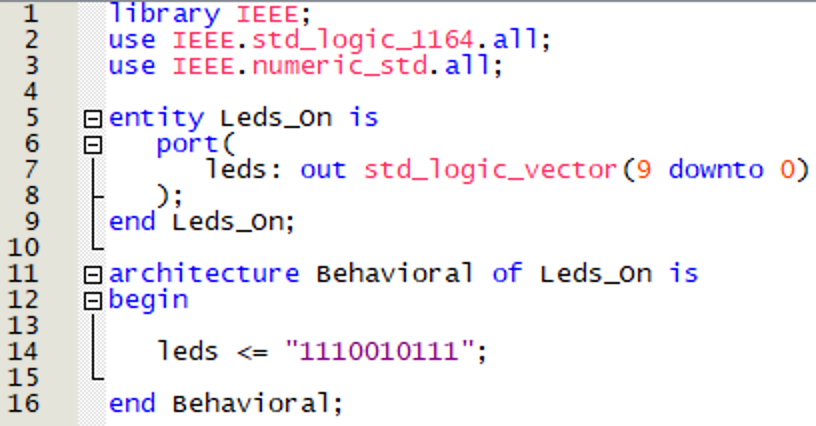 1 library IEEE;
2 use IEEE.std_logic_1164.all;
3 use IEEE.numeric_std.all;
4
5 entity Leds_On is
6 port(
7 leds: out std_logic_vector(9 downto 0)
8 );
9 end Leds_On;
10
11 architecture Behavioral of Leds_On is
12 begin
13
14 leds <= "1110010111";
15
16 end Behavioral;